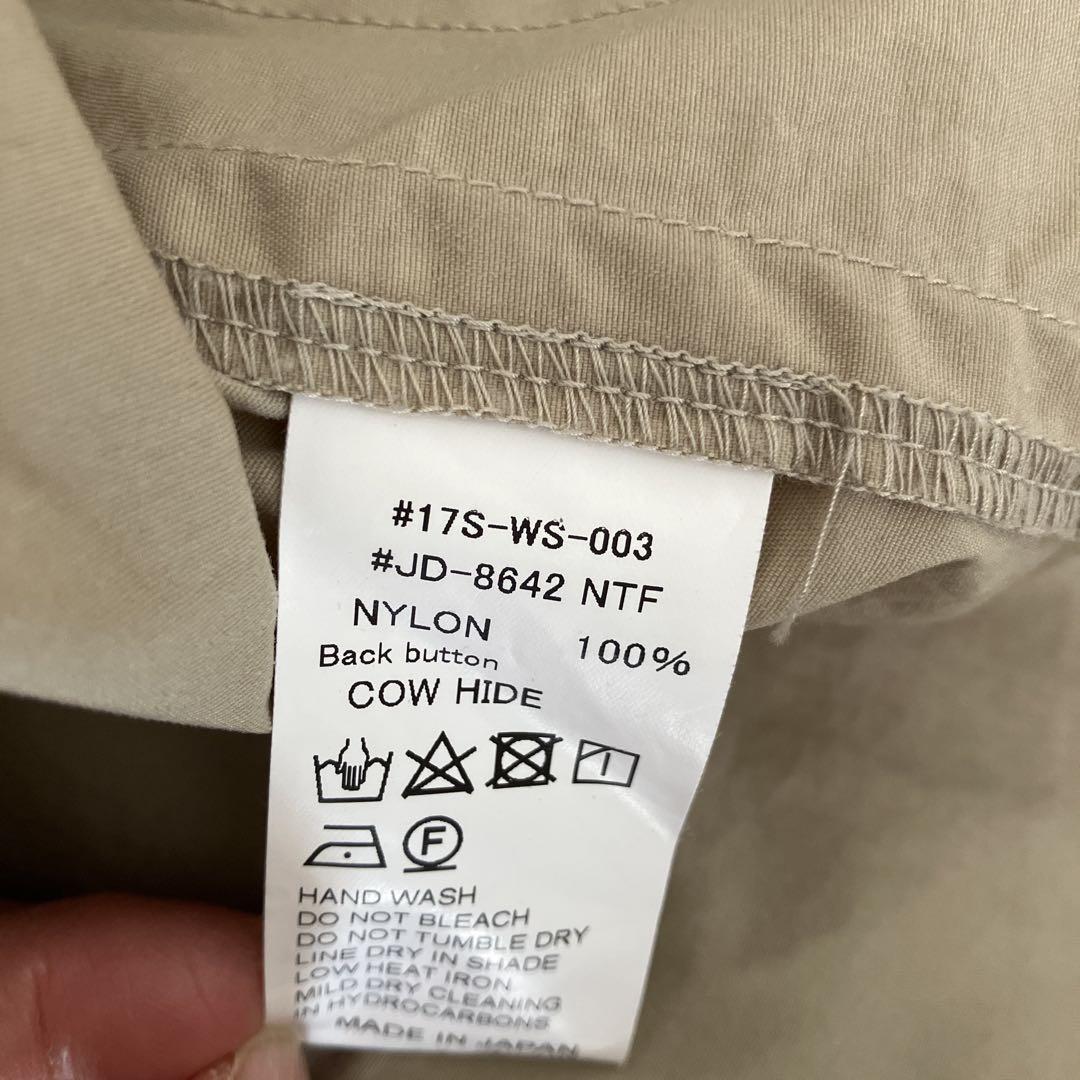 #17S-WS-003
#JD-8642 NTF
NYLON 100%
Back button
COW HIDE
F
HAND WASH
DO NOT BLEACH
DO NOT TUMBLE DRY
LINE DRY IN SHADE
LOW HEAT IRON
MILD DRY CLEANING
IN HYDROCARBONS
MADE IN JAPAN